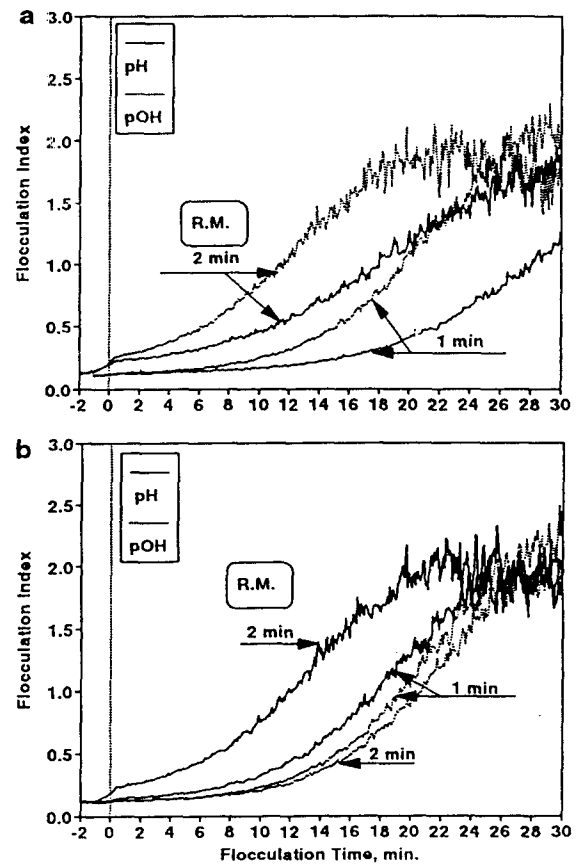 a
3.0
2.5
2.0
1.5
1.0
0.5
0.0
Flocculation Index
pH
pOH
R.M.
2 min
1 min
-2 0 2 4 6 8 10 12 14 16 18 20 22 24 26 28 30
b
3.0
2.5
2.0
1.5
1.0
0.5
0.0
Flocculation Index
pH
pOH
R.M.
2 min
1 min
2 min
-2 0 2 4 6 8 10 12 14 16 18 20 22 24 26 28 30
Flocculation Time, min.